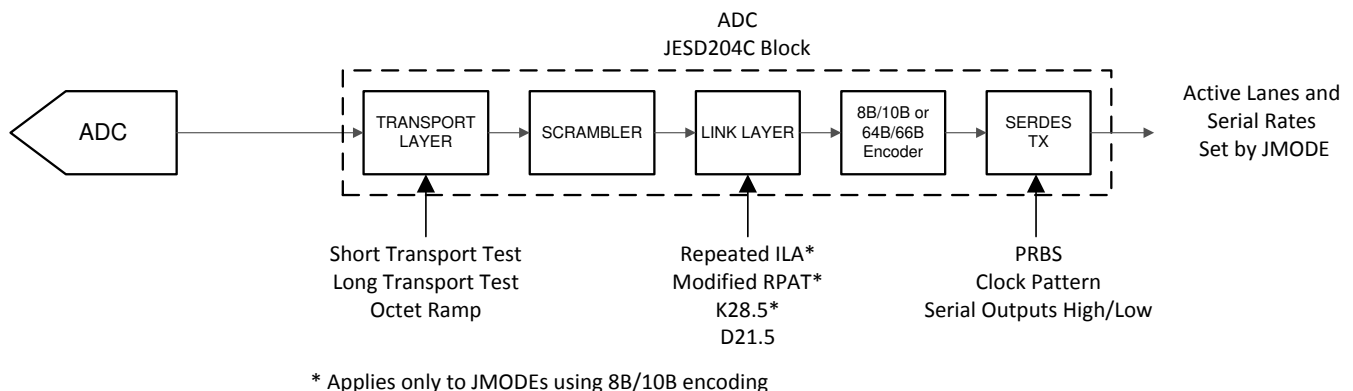 ADC
JESD204C Block
ADC
TRANSPORT
LAYER
SCRAMBLER
LINK LAYER
8B/10B or
64B/66B
Encoder
SERDES
TX
Active Lanes and
Serial Rates
Set by JMODE
Short Transport Test
Long Transport Test
Octet Ramp
Repeated ILA*
Modified RPAT*
K28.5*
D21.5
PRBS
Clock Pattern
Serial Outputs High/Low
* Applies only to JMODEs using 8B/10B encoding